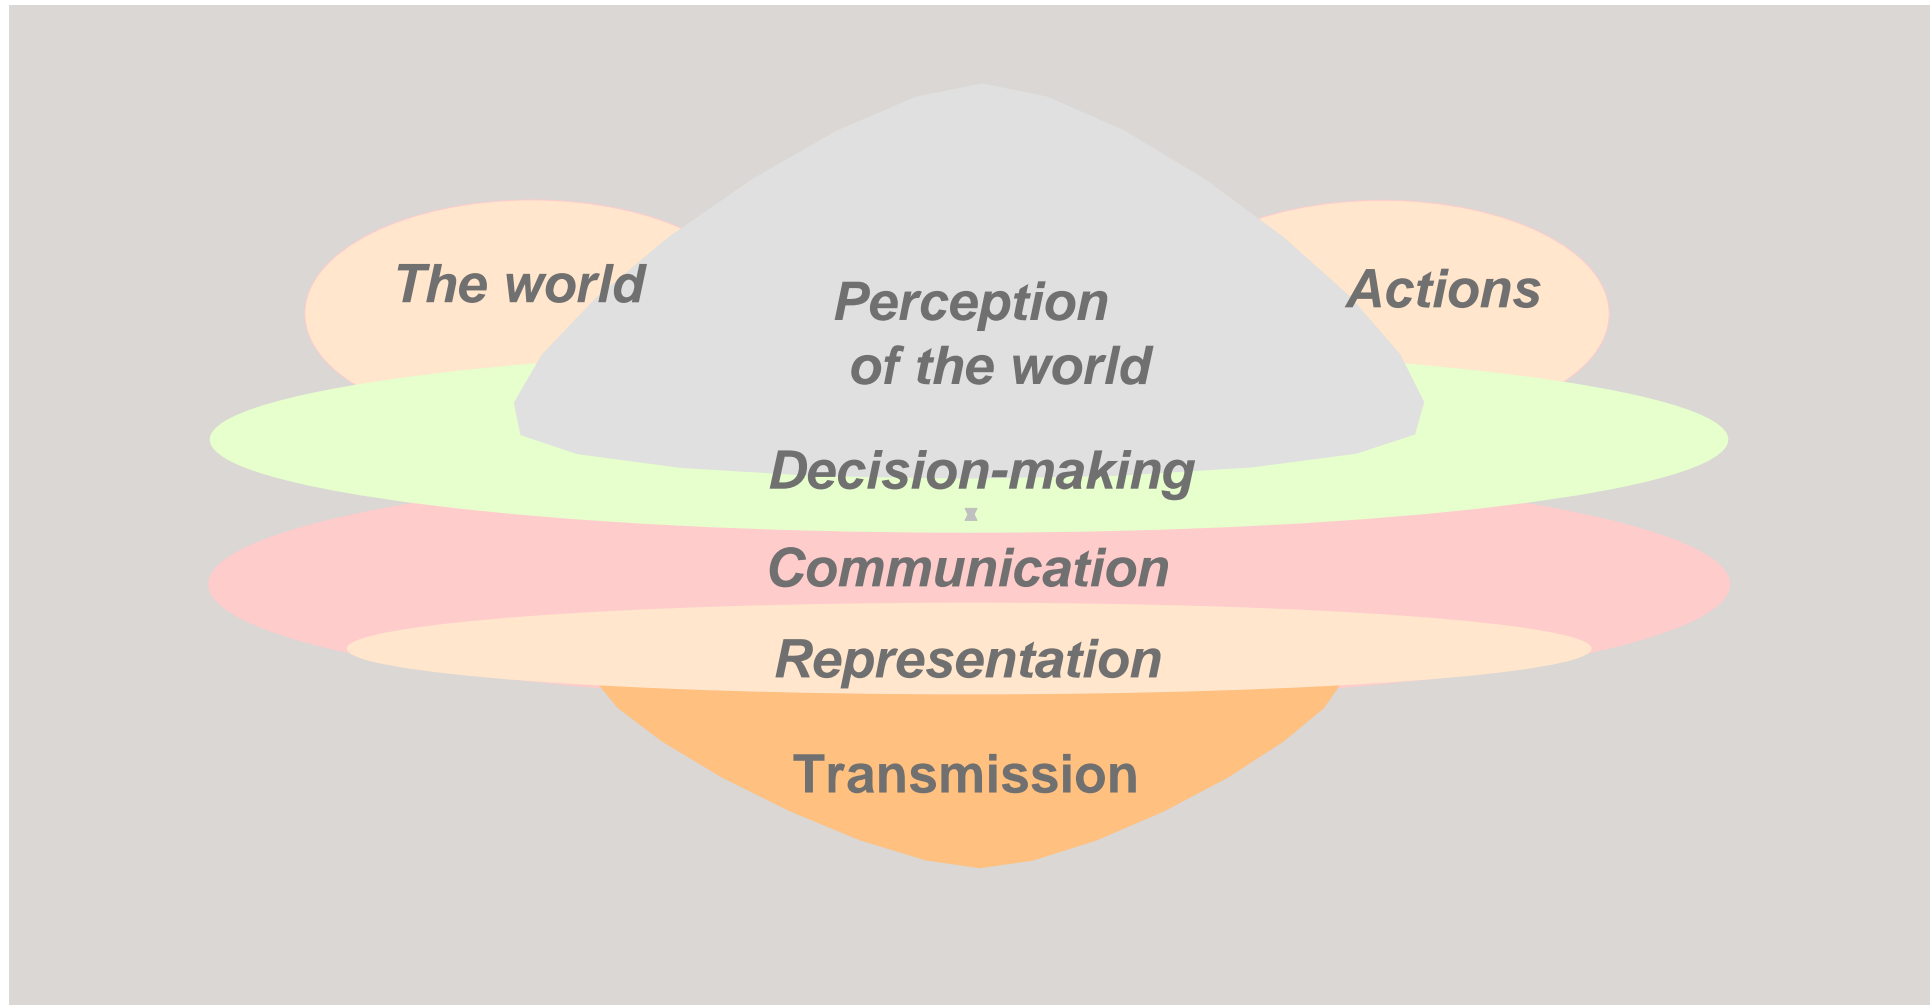 The world
Actions
Perception
of the world
Decision-making
Communication
Representation
Transmission